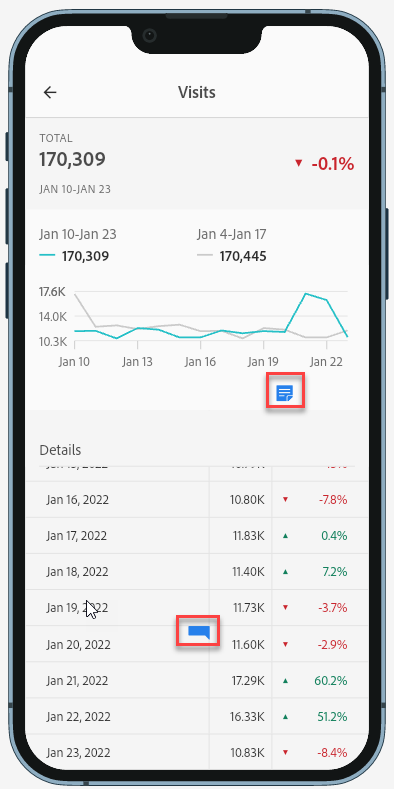 Visits
TOTAL
170,309
-0.1%
JAN 10-JAN 23
Jan 10-Jan 23 Jan 4-Jan 17
170,309 170,445
17.6K
14.0K
10.3K
Jan 10 Jan 13 Jan 16 Jan 19 Jan 22
Details
Jan 16, 2022 10.80K -7.8%
Jan 17, 2022 11.83K 0.4%
Jan 18, 2022 11.40K 7.2%
Jan 19, 2022 11.73K -3.7%
Jan 20, 2022 11.60K -2.9%
Jan 21, 2022 17.29K 60.2%
Jan 22, 2022 16.33K 51.2%
Jan 23, 2022 10.83K -8.4%